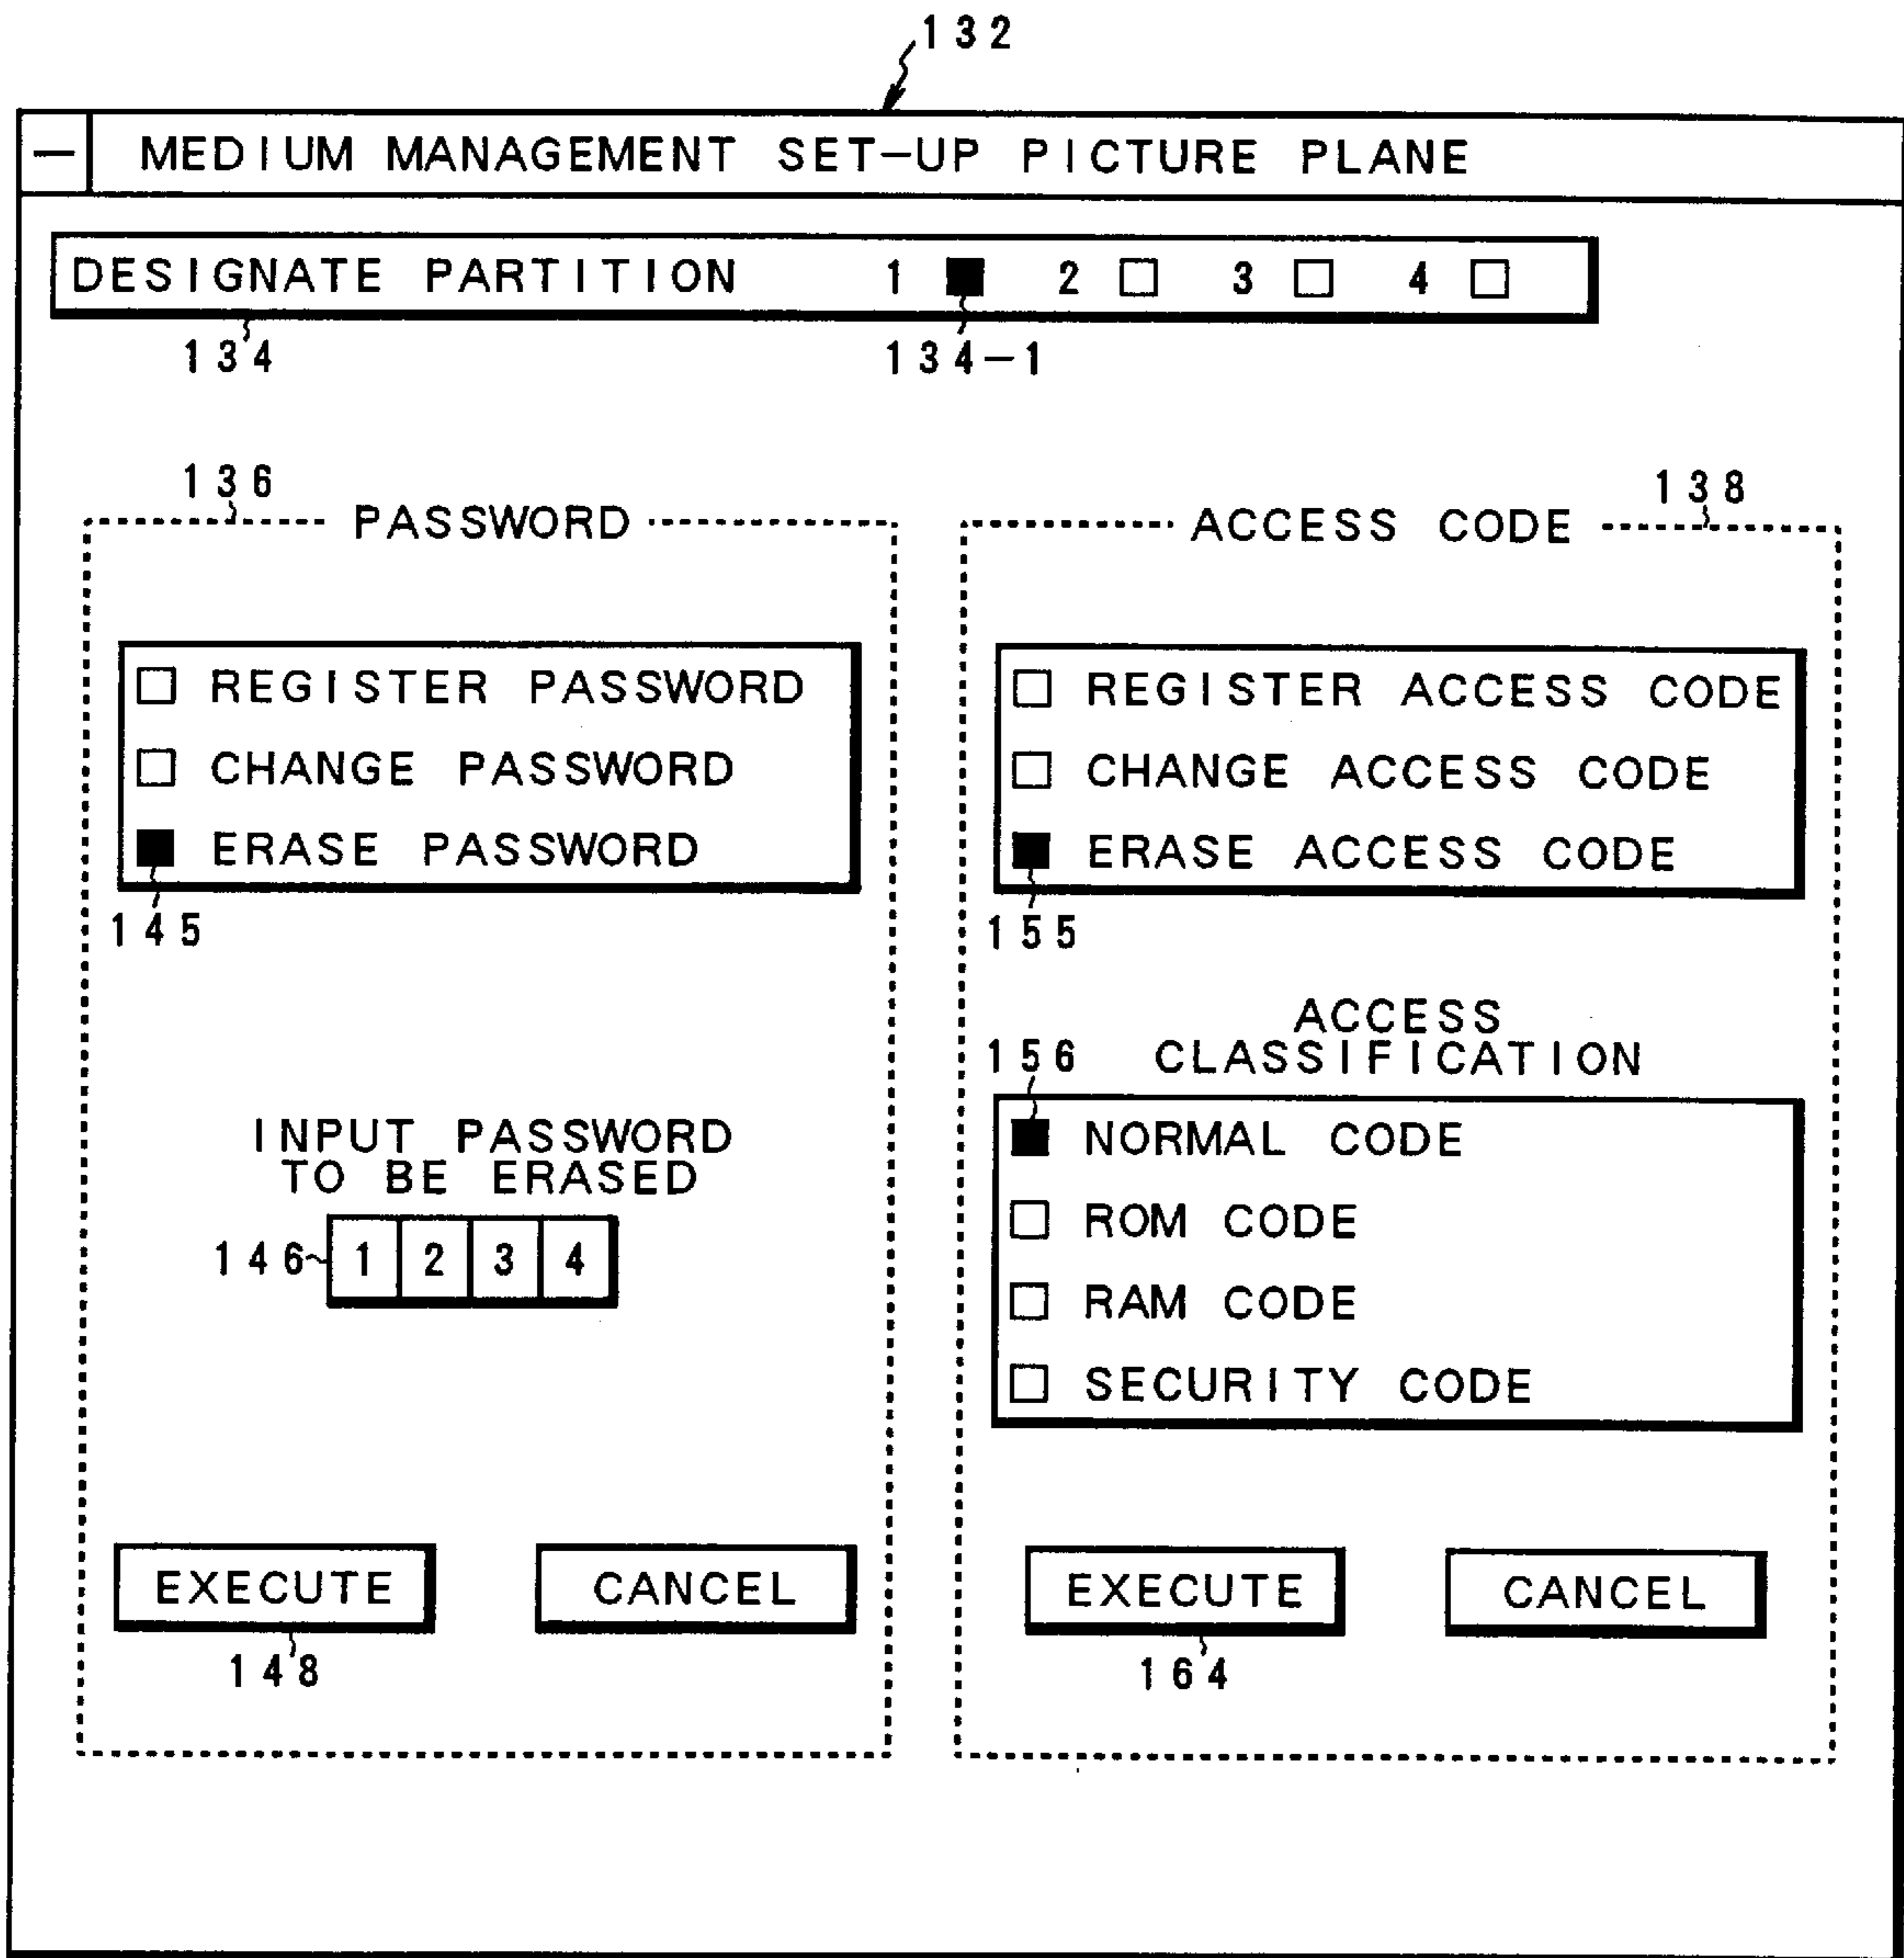 132
— MEDIUM MANAGEMENT SET-UP PICTURE PLANE
DESIGNATE PARTITION 1 2 3 4
134 134-1
136
PASSWORD
REGISTER PASSWORD
CHANGE PASSWORD
ERASE PASSWORD
145
INPUT PASSWORD
TO BE ERASED
146 1 2 3 4
EXECUTE CANCEL
148
138
ACCESS CODE
REGISTER ACCESS CODE
CHANGE ACCESS CODE
ERASE ACCESS CODE
155
ACCESS
156 CLASSIFICATION
NORMAL CODE
ROM CODE
RAM CODE
SECURITY CODE
EXECUTE CANCEL
164